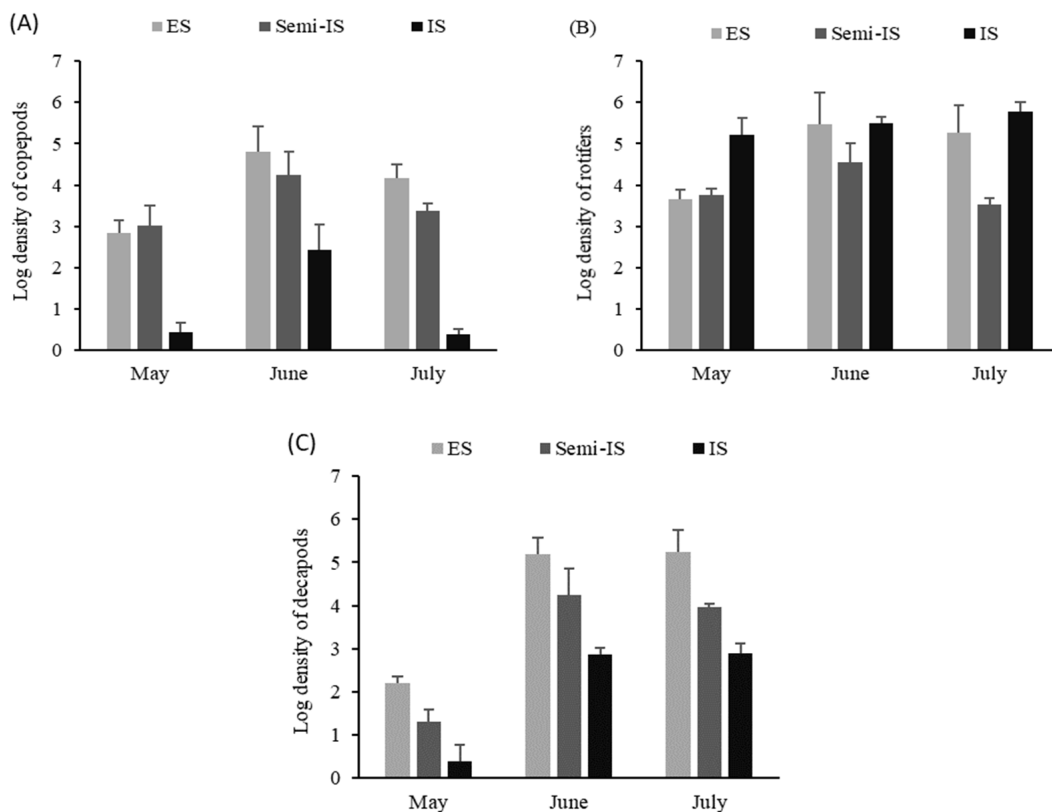 (A)
ES Semi-IS IS
Log density of copepods
7
6
5
4
3
2
1
0
May June July
(B)
ES Semi-IS IS
Log density of rotifers
7
6
5
4
3
2
1
0
May June July
(C)
ES Semi-IS IS
Log density of decapods
7
6
5
4
3
2
1
0
May June July